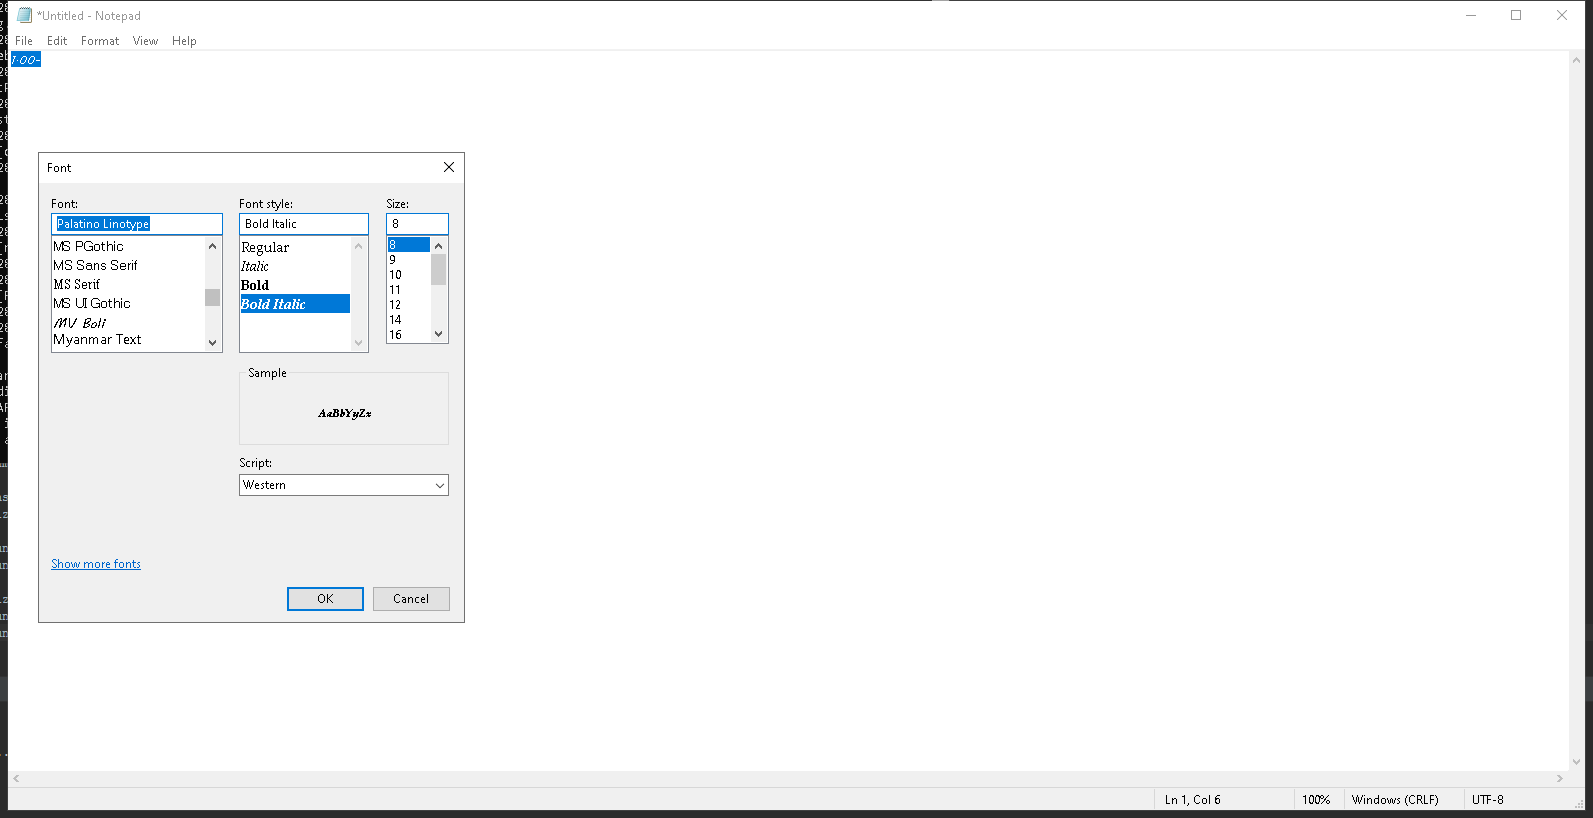 *Untitled - Notepad
File Edit Format View Help
1-00-
Font
Font:
Palatino Linotype
MS PGothic
MS Sans Serif
MS Serif
MS UI Gothic
MV Boli
Myanmar Text
Font style:
Bold Italic
Regular
Italic
Bold
Bold Italic
Size:
8
8
9
10
11
12
14
16
Sample
AaBbYyZz
Script:
Western
Show more fonts
OK Cancel
Ln 1, Col 6 100% Windows (CRLF) UTF-8